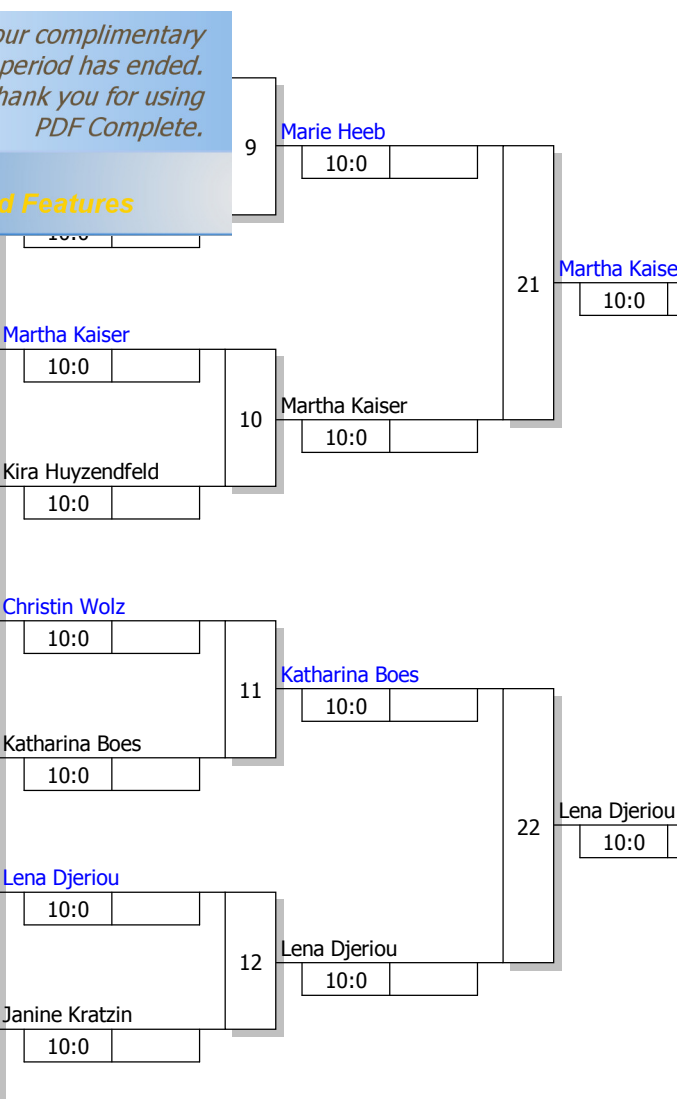 our complimentary
period has ended.
hank you for using
PDF Complete.
d Features
9
Marie Heeb
10:0
21
Martha Kaise
10:0
Martha Kaiser
10:0
10
Martha Kaiser
10:0
Kira Huyzendfeld
10:0
Christin Wolz
10:0
11
Katharina Boes
10:0
Katharina Boes
10:0
22
Lena Djeriou
10:0
Lena Djeriou
10:0
12
Lena Djeriou
10:0
Janine Kratzin
10:0